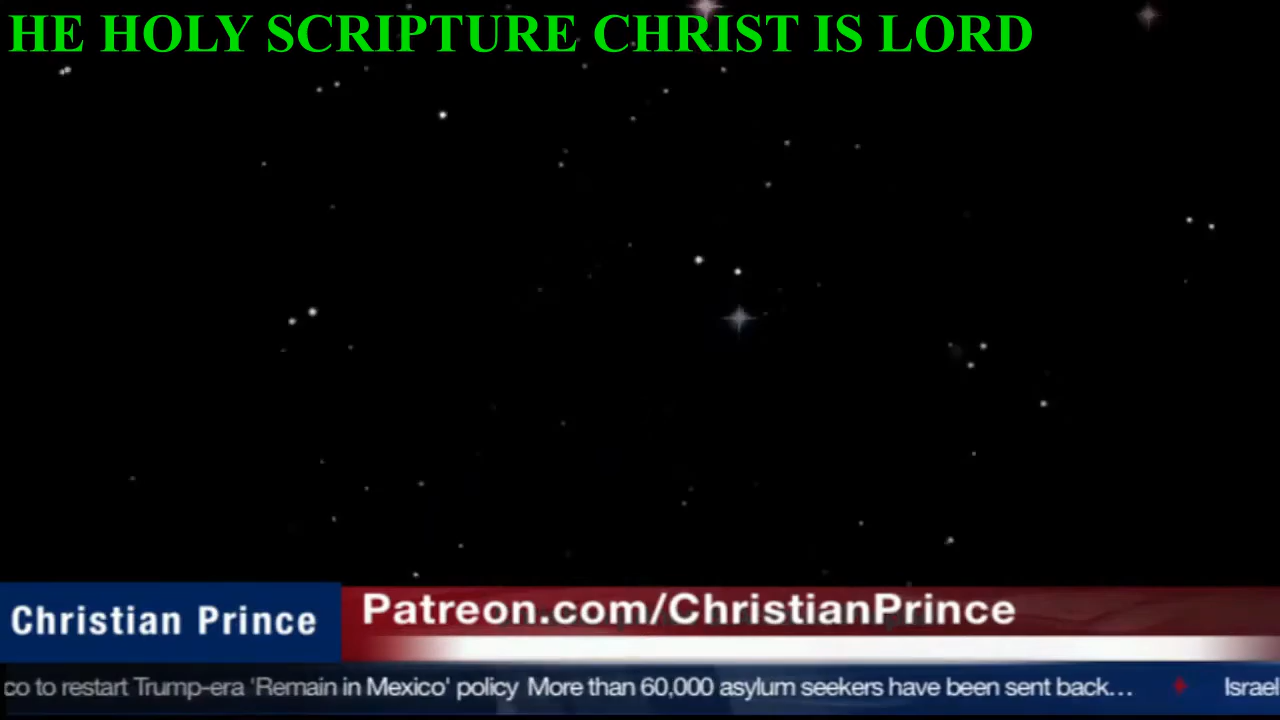 HE HOLY SCRIPTURE CHRIST IS LORD
Christian Prince
Patreon.com/ChristianPrince
co to restart Trump-era 'Remain in Mexico' policy More than 60,000 asylum seekers have been sent back... Israel